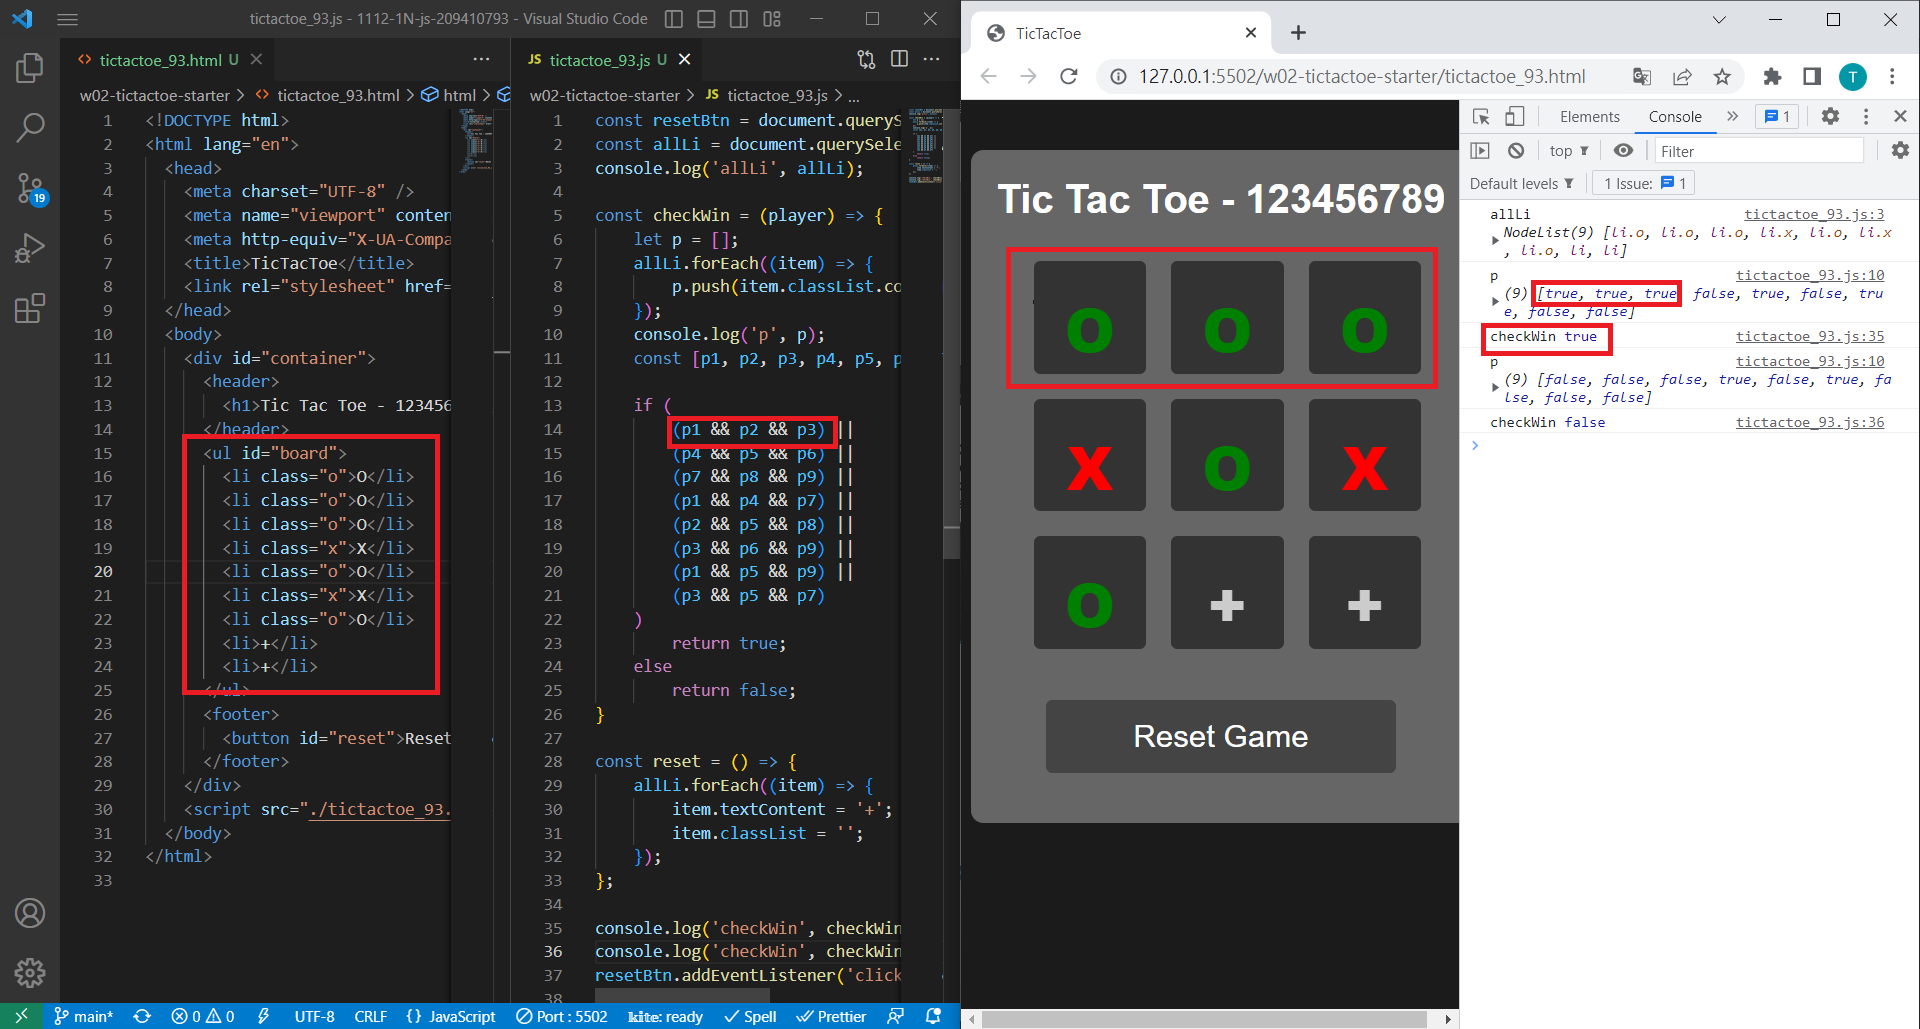 tictactoe_93.js - 1112-1N-js-209410793 - Visual Studio Code
tictactoe_93.html U
w02-tictactoe-starter > tictactoe_93.html > html >
1 <!DOCTYPE html>
2 <html lang="en">
3 <head>
4 <meta charset="UTF-8" />
5 <meta name="viewport" conten
6 <meta http-equiv="X-UA-Compa
7 <title>TicTacToe</title>
8 <link rel="stylesheet" href=
9 </head>
10 <body>
11 <div id="container">
12 <header>
13 <h1>Tic Tac Toe - 123456
14 </header>
15 <ul id="board">
16 <li class="o">O</li>
17 <li class="o">O</li>
18 <li class="o">O</li>
19 <li class="x">X</li>
20 <li class="o">O</li>
21 <li class="x">X</li>
22 <li class="o">O</li>
23 <li>+</li>
24 <li>+</li>
25 </ul>
26 <footer>
27 <button id="reset">Reset
28 </footer>
29 </div>
30 <script src="./tictactoe_93.
31 </body>
32 </html>
33
JS tictactoe_93.js U
w02-tictactoe-starter > JS tictactoe_93.js > ...
1 const resetBtn = document.queryS
2 const allLi = document.querySele
3 console.log('allLi', allLi);
4
5 const checkWin = (player) => {
6 let p = [];
7 allLi.forEach((item) => {
8 p.push(item.classList.co
9 });
10 console.log('p', p);
11 const [p1, p2, p3, p4, p5, p
12
13 if (
14 (p1 && p2 && p3) ||
15 (p4 && p5 && p6) ||
16 (p7 && p8 && p9) ||
17 (p1 && p4 && p7) ||
18 (p2 && p5 && p8) ||
19 (p3 && p6 && p9) ||
20 (p1 && p5 && p9) ||
21 (p3 && p5 && p7)
22 )
23 return true;
24 else
25 return false;
26 }
27
28 const reset = () => {
29 allLi.forEach((item) => {
30 item.textContent = '+';
31 item.classList = '';
32 });
33 };
34
35 console.log('checkWin', checkWin
36 console.log('checkWin', checkWin
37 resetBtn.addEventListener('click
38
19
main* 0 0 UTF-8 CRLF {} JavaScript Port : 5502 kite: ready Spell Prettier
TicTacToe
127.0.0.1:5502/w02-tictactoe-starter/tictactoe_93.html
T
Tic Tac Toe - 123456789
o o o
x o x
o + +
Reset Game
Elements Console 1
top Filter
Default levels 1 Issue: 1
allLi tictactoe_93.js:3
NodeList(9) [li.o, li.o, li.o, li.x, li.o, li.x
, li.o, li, li]
p tictactoe_93.js:10
(9) [true, true, true false, true, false, tru
e, false, false]
checkWin true tictactoe_93.js:35
p tictactoe_93.js:10
(9) [false, false, false, true, false, true, fa
lse, false, false]
checkWin false tictactoe_93.js:36